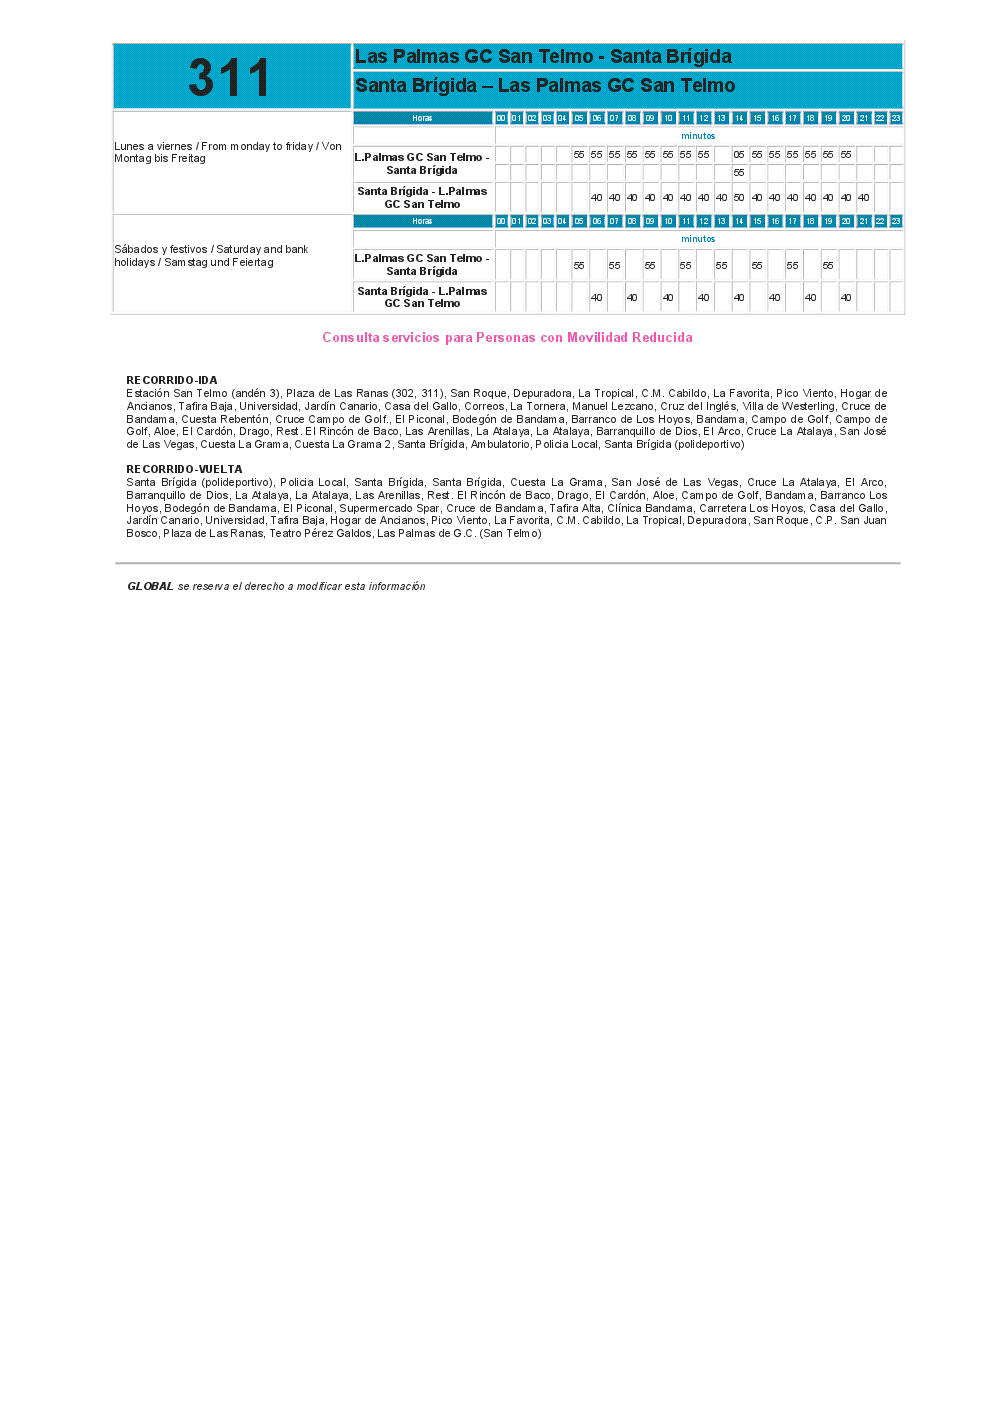 311
Las Palmas GC San Telmo - Santa Brígida
Santa Brígida – Las Palmas GC San Telmo
Lunes a viernes / From monday to friday / Von
Montag bis Freitag
Horas 00 01 02 03 04 05 06 07 08 09 10 11 12 13 14 15 16 17 18 19 20 21 22 23
minutos
L.Palmas GC San Telmo -
Santa Brígida
55 55 55 55 55 55 55 55 05 55 55 55 55 55 55
55
Santa Brígida - L.Palmas
GC San Telmo
40 40 40 40 40 40 40 40 50 40 40 40 40 40 40 40
Sábados y festivos / Saturday and bank
holidays / Samstag und Feiertag
Horas 00 01 02 03 04 05 06 07 08 09 10 11 12 13 14 15 16 17 18 19 20 21 22 23
minutos
L.Palmas GC San Telmo -
Santa Brígida
55 55 55 55 55 55 55 55
Santa Brígida - L.Palmas
GC San Telmo
40 40 40 40 40 40 40 40
Consulta servicios para Personas con Movilidad Reducida
RECORRIDO-IDA
Estación San Telmo (andén 3), Plaza de Las Ranas (302, 311), San Roque, Depuradora, La Tropical, C.M. Cabildo, La Favorita, Pico Viento, Hogar de
Ancianos, Tafira Baja, Universidad, Jardín Canario, Casa del Gallo, Correos, La Tornera, Manuel Lezcano, Cruz del Inglés, Villa de Westerling, Cruce de
Bandama, Cuesta Rebentón, Cruce Campo de Golf., El Piconal, Bodegón de Bandama, Barranco de Los Hoyos, Bandama, Campo de Golf, Campo de
Golf, Aloe, El Cardón, Drago, Rest. El Rincón de Baco, Las Arenillas, La Atalaya, La Atalaya, Barranquillo de Dios, El Arco, Cruce La Atalaya, San José
de Las Vegas, Cuesta La Grama, Cuesta La Grama 2, Santa Brígida, Ambulatorio, Policia Local, Santa Brígida (polideportivo)
RECORRIDO-VUELTA
Santa Brígida (polideportivo), Policia Local, Santa Brígida, Santa Brígida, Cuesta La Grama, San José de Las Vegas, Cruce La Atalaya, El Arco,
Barranquillo de Dios, La Atalaya, La Atalaya, Las Arenillas, Rest. El Rincón de Baco, Drago, El Cardón, Aloe, Campo de Golf, Bandama, Barranco Los
Hoyos, Bodegón de Bandama, El Piconal, Supermercado Spar, Cruce de Bandama, Tafira Alta, Clínica Bandama, Carretera Los Hoyos, Casa del Gallo,
Jardín Canario, Universidad, Tafira Baja, Hogar de Ancianos, Pico Viento, La Favorita, C.M. Cabildo, La Tropical, Depuradora, San Roque, C.P. San Juan
Bosco, Plaza de Las Ranas, Teatro Pérez Galdos, Las Palmas de G.C. (San Telmo)
GLOBAL se reserva el derecho a modificar esta información